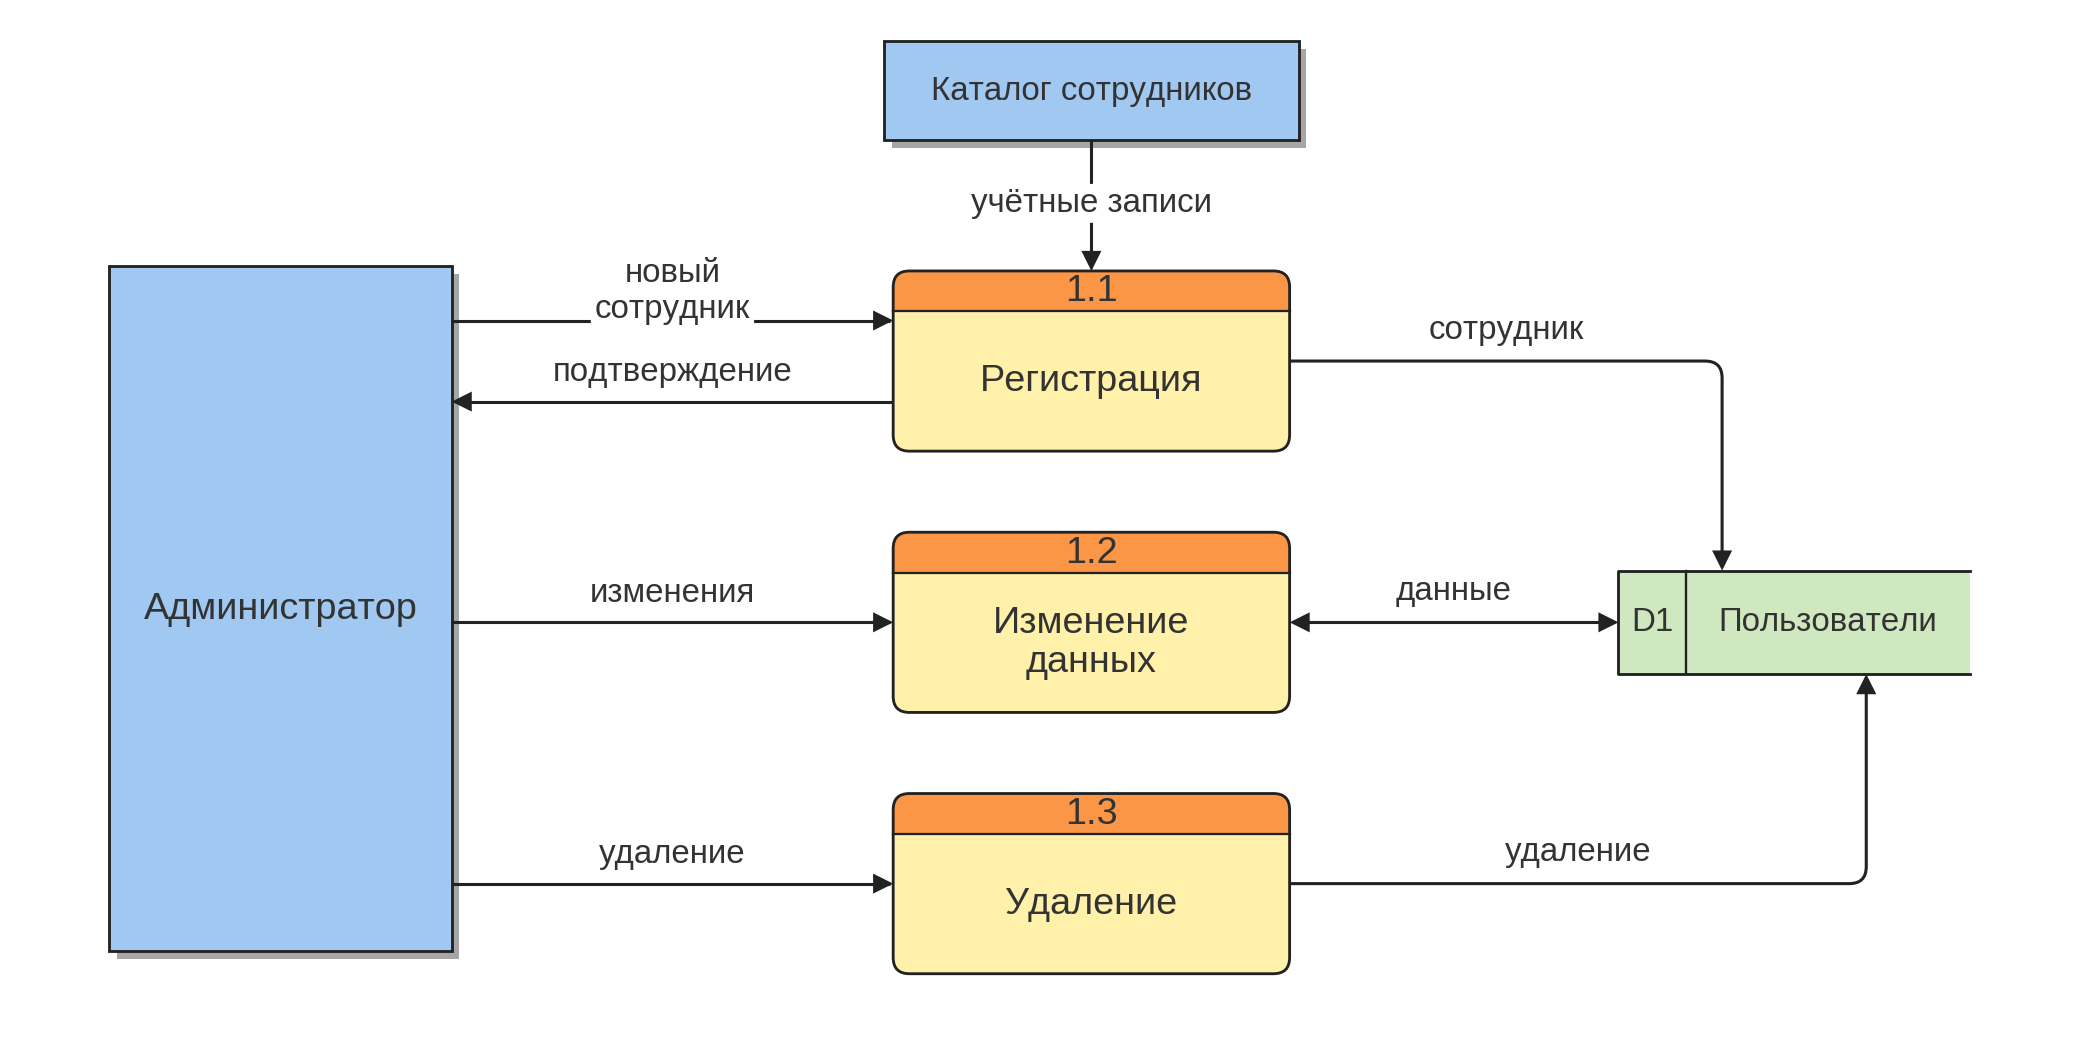 Каталог сотрудников
учётные записи
новый
сотрудник
подтверждение
1.1
Регистрация
сотрудник
Администратор
изменения
1.2
Изменение
данных
данные
D1
Пользователи
удаление
1.3
Удаление
удаление